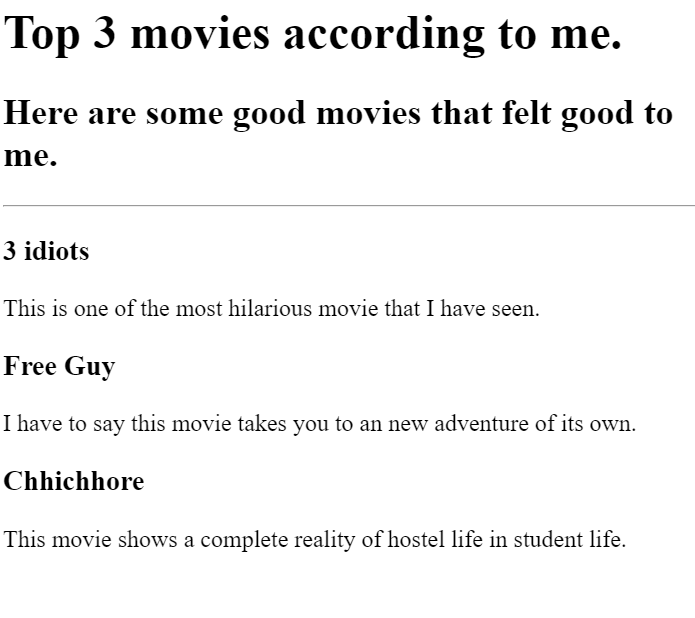 Top 3 movies according to me.
Here are some good movies that felt good to
me.
3 idiots
This is one of the most hilarious movie that I have seen.
Free Guy
I have to say this movie takes you to an new adventure of its own.
Chhichhore
This movie shows a complete reality of hostel life in student life.